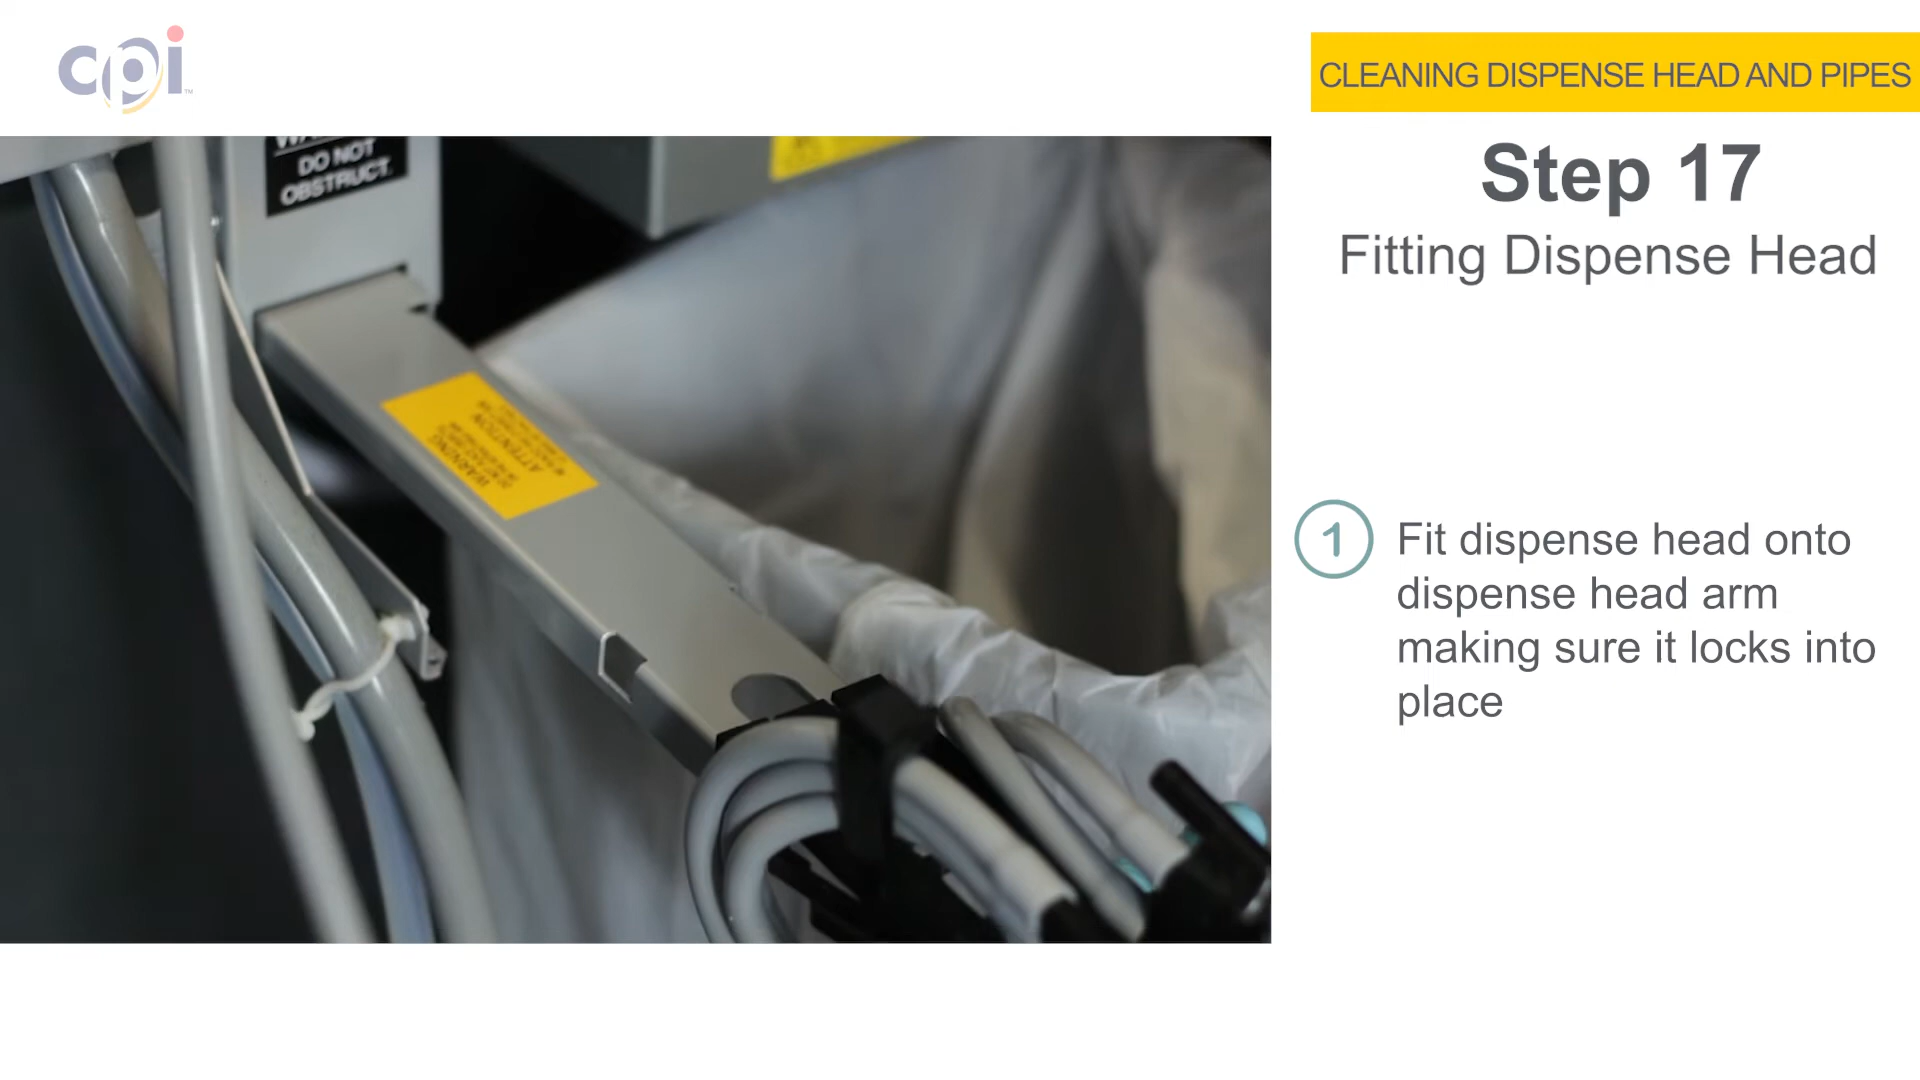 cpi
TM
CLEANING DISPENSE HEAD AND PIPES
Step 17
Fitting Dispense Head
DO NOT
OBSTRUCT.
WARNING
ATTENTION
1
Fit dispense head onto
dispense head arm
making sure it locks into
place